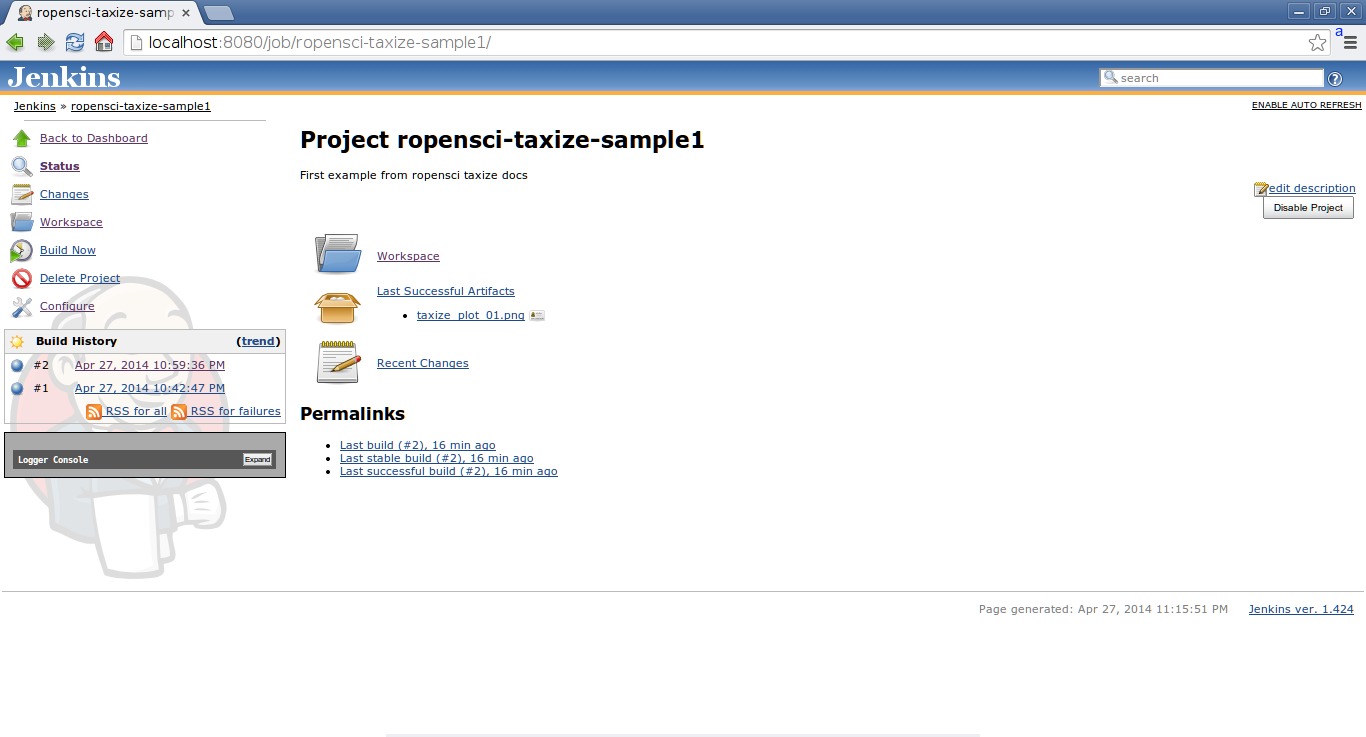 ropensci-taxize-samp
localhost:8080/job/ropensci-taxize-sample1/
a
Jenkins
search
?
Jenkins » ropensci-taxize-sample1
ENABLE AUTO REFRESH
Back to Dashboard
Status
Changes
Workspace
Build Now
Delete Project
Configure
Build History (trend)
#2 Apr 27, 2014 10:59:36 PM
#1 Apr 27, 2014 10:42:47 PM
RSS for all RSS for failures
Logger Console Expand
Project ropensci-taxize-sample1
First example from ropensci taxize docs
edit description
Disable Project
Workspace
Last Successful Artifacts
• taxize_plot_01.png
Recent Changes
Permalinks
• Last build (#2), 16 min ago
• Last stable build (#2), 16 min ago
• Last successful build (#2), 16 min ago
Page generated: Apr 27, 2014 11:15:51 PM Jenkins ver. 1.424